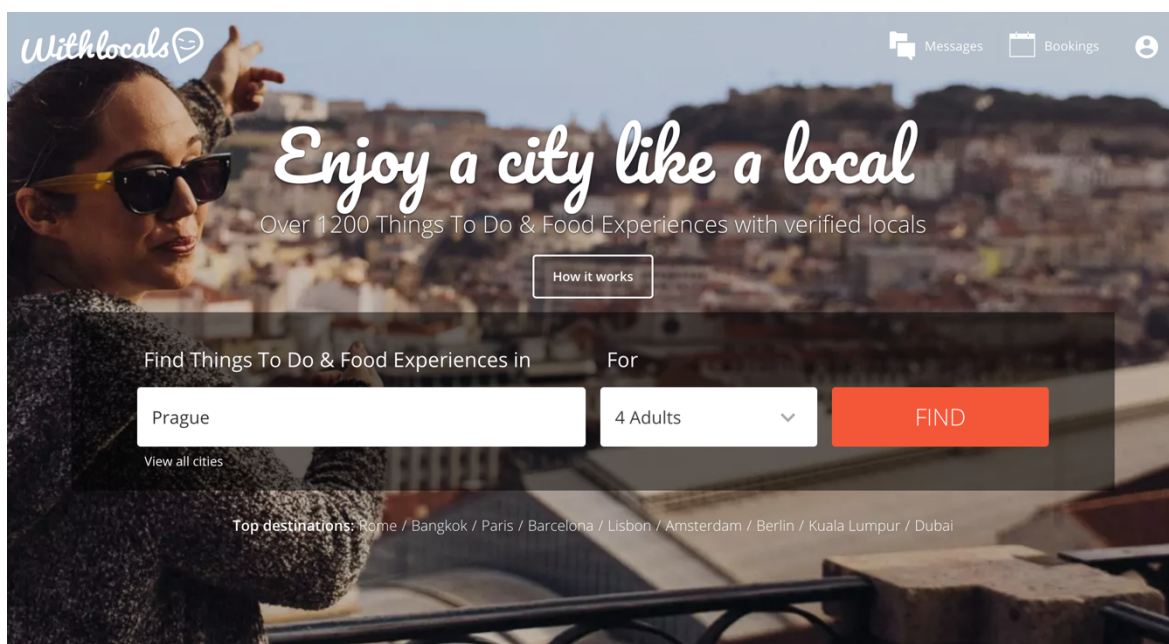 Withlocals
Messages
Bookings
Enjoy a city like a local
Over 1200 Things To Do & Food Experiences with verified locals
How it works
Find Things To Do & Food Experiences in
For
Prague
4 Adults
FIND
View all cities
Top destinations: Rome / Bangkok / Paris / Barcelona / Lisbon / Amsterdam / Berlin / Kuala Lumpur / Dubai